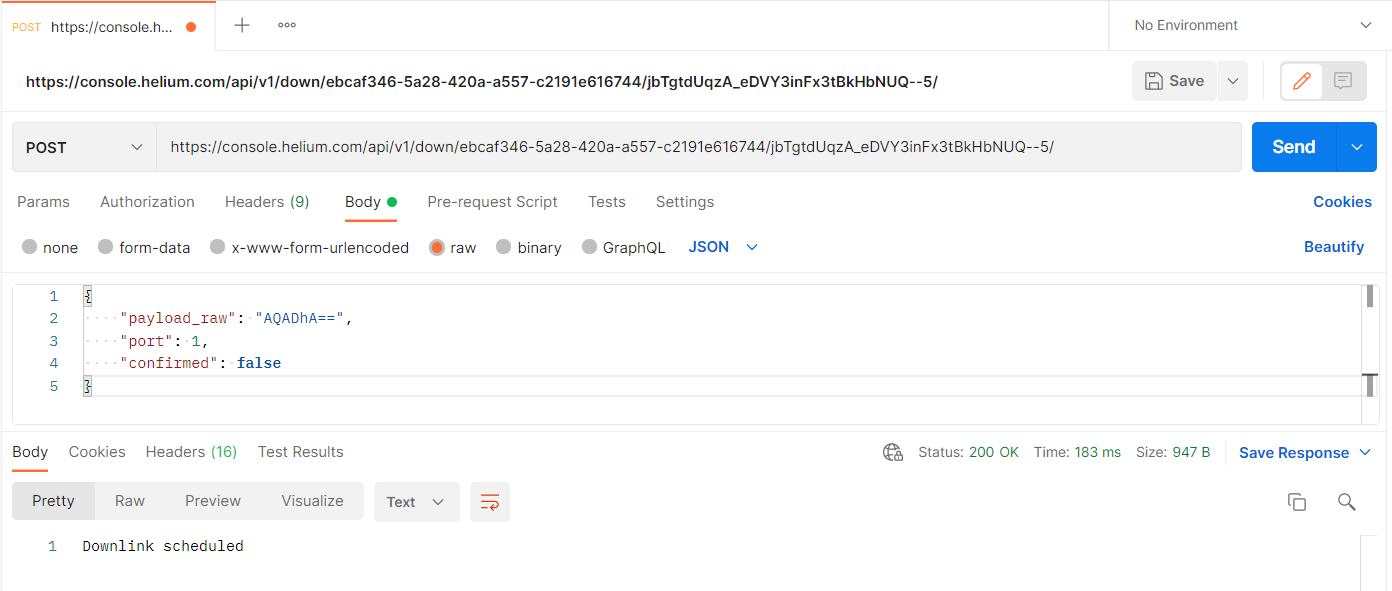 POST https://console.h...
No Environment
https://console.helium.com/api/v1/down/ebcaf346-5a28-420a-a557-c2191e616744/jbTgtdUqzA_eDVY3inFx3tBkHbNUQ--5/
Save
POST https://console.helium.com/api/v1/down/ebcaf346-5a28-420a-a557-c2191e616744/jbTgtdUqzA_eDVY3inFx3tBkHbNUQ--5/ Send
Params Authorization Headers (9) Body Pre-request Script Tests Settings Cookies
none form-data x-www-form-urlencoded raw binary GraphQL JSON Beautify
1 {
2 "payload_raw": "AQADhA==",
3 "port": 1,
4 "confirmed": false
5 }
Body Cookies Headers (16) Test Results Status: 200 OK Time: 183 ms Size: 947 B Save Response
Pretty Raw Preview Visualize Text
1 Downlink scheduled